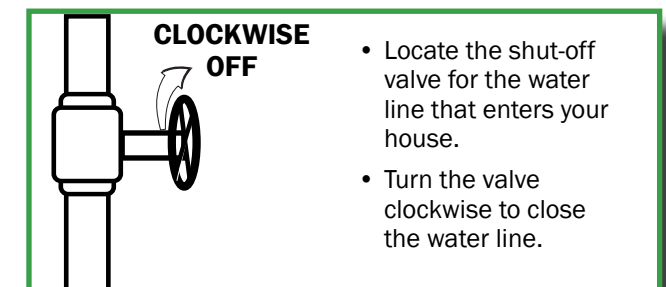 CLOCKWISE
OFF
• Locate the shut-off
valve for the water
line that enters your
house.
• Turn the valve
clockwise to close
the water line.